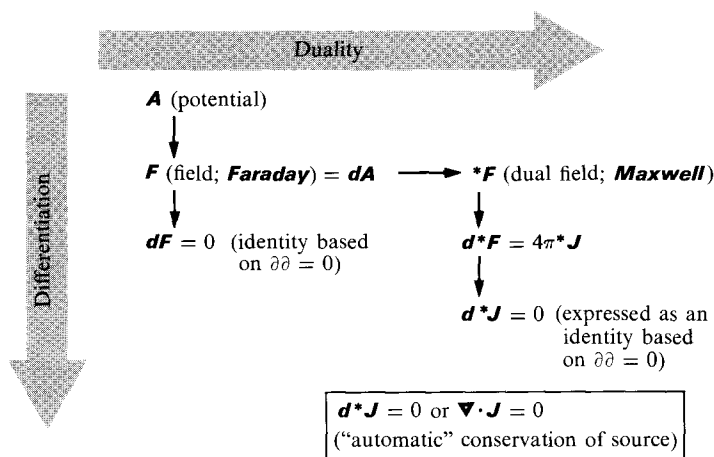 Duality
Differentiation
A (potential)
F (field; Faraday) = dA
*F (dual field; Maxwell)
dF = 0 (identity based
on ∂∂ = 0)
d*F = 4π*J
d*J = 0 (expressed as an
identity based
on ∂∂ = 0)
d*J = 0 or ∇·J = 0
(“automatic” conservation of source)